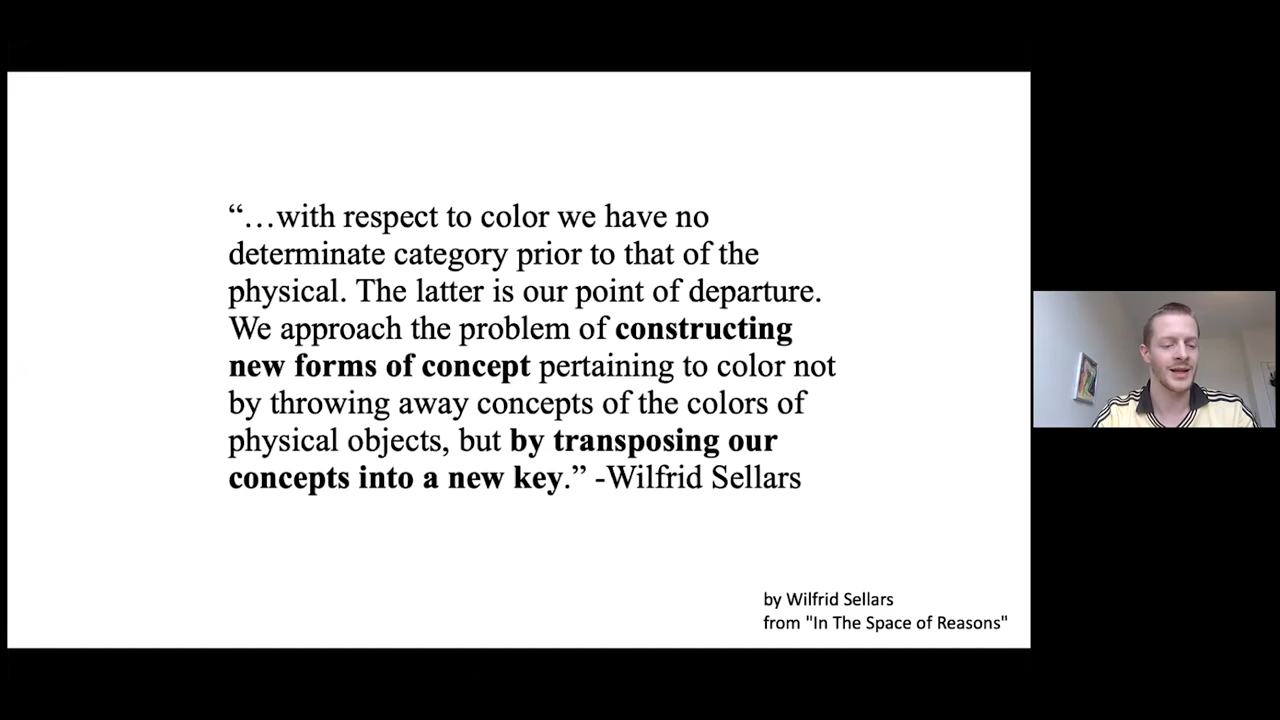 “…with respect to color we have no
determinate category prior to that of the
physical. The latter is our point of departure.
We approach the problem of constructing
new forms of concept pertaining to color not
by throwing away concepts of the colors of
physical objects, but by transposing our
concepts into a new key.” -Wilfrid Sellars
by Wilfrid Sellars
from "In The Space of Reasons"